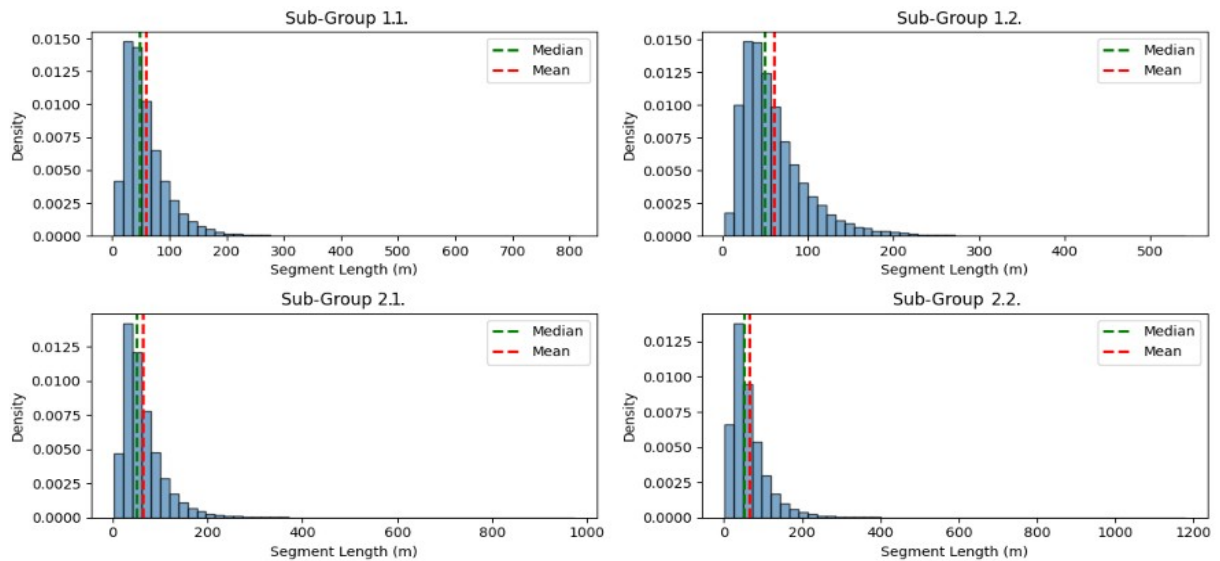 Sub-Group 1.1.
0.0150
0.0125
0.0100
0.0075
0.0050
0.0025
0.0000
Density
Median
Mean
0 100 200 300 400 500 600 700 800
Segment Length (m)
Sub-Group 1.2.
0.0150
0.0125
0.0100
0.0075
0.0050
0.0025
0.0000
Density
Median
Mean
0 100 200 300 400 500
Segment Length (m)
Sub-Group 2.1.
0.0125
0.0100
0.0075
0.0050
0.0025
0.0000
Density
Median
Mean
0 200 400 600 800 1000
Segment Length (m)
Sub-Group 2.2.
0.0125
0.0100
0.0075
0.0050
0.0025
0.0000
Density
Median
Mean
0 200 400 600 800 1000 1200
Segment Length (m)